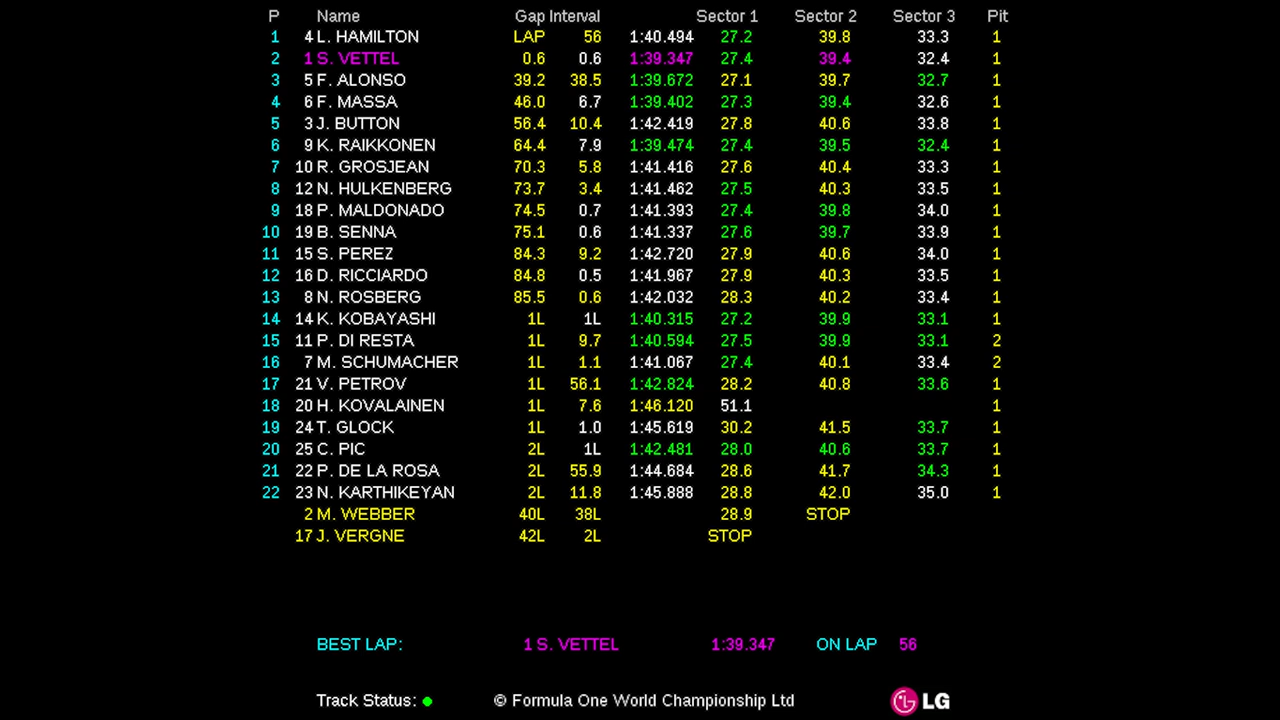 P Name Gap Interval Sector 1 Sector 2 Sector 3 Pit
1 4 L. HAMILTON LAP 56 1:40.494 27.2 39.8 33.3 1
2 1 S. VETTEL 0.6 0.6 1:39.347 27.4 39.4 32.4 1
3 5 F. ALONSO 39.2 38.5 1:39.672 27.1 39.7 32.7 1
4 6 F. MASSA 46.0 6.7 1:39.402 27.3 39.4 32.6 1
5 3 J. BUTTON 56.4 10.4 1:42.419 27.8 40.6 33.8 1
6 9 K. RAIKKONEN 64.4 7.9 1:39.474 27.4 39.5 32.4 1
7 10 R. GROSJEAN 70.3 5.8 1:41.416 27.6 40.4 33.3 1
8 12 N. HULKENBERG 73.7 3.4 1:41.462 27.5 40.3 33.5 1
9 18 P. MALDONADO 74.5 0.7 1:41.393 27.4 39.8 34.0 1
10 19 B. SENNA 75.1 0.6 1:41.337 27.6 39.7 33.9 1
11 15 S. PEREZ 84.3 9.2 1:42.720 27.9 40.6 34.0 1
12 16 D. RICCIARDO 84.8 0.5 1:41.967 27.9 40.3 33.5 1
13 8 N. ROSBERG 85.5 0.6 1:42.032 28.3 40.2 33.4 1
14 14 K. KOBAYASHI 1L 1L 1:40.315 27.2 39.9 33.1 1
15 11 P. DI RESTA 1L 9.7 1:40.594 27.5 39.9 33.1 2
16 7 M. SCHUMACHER 1L 1.1 1:41.067 27.4 40.1 33.4 2
17 21 V. PETROV 1L 56.1 1:42.824 28.2 40.8 33.6 1
18 20 H. KOVALAINEN 1L 7.6 1:46.120 51.1 1
19 24 T. GLOCK 1L 1.0 1:45.619 30.2 41.5 33.7 1
20 25 C. PIC 2L 1L 1:42.481 28.0 40.6 33.7 1
21 22 P. DE LA ROSA 2L 55.9 1:44.684 28.6 41.7 34.3 1
22 23 N. KARTHIKEYAN 2L 11.8 1:45.888 28.8 42.0 35.0 1
2 M. WEBBER 40L 38L 28.9 STOP
17 J. VERGNE 42L 2L STOP
BEST LAP: 1 S. VETTEL 1:39.347 ON LAP 56
Track Status: © Formula One World Championship Ltd LG